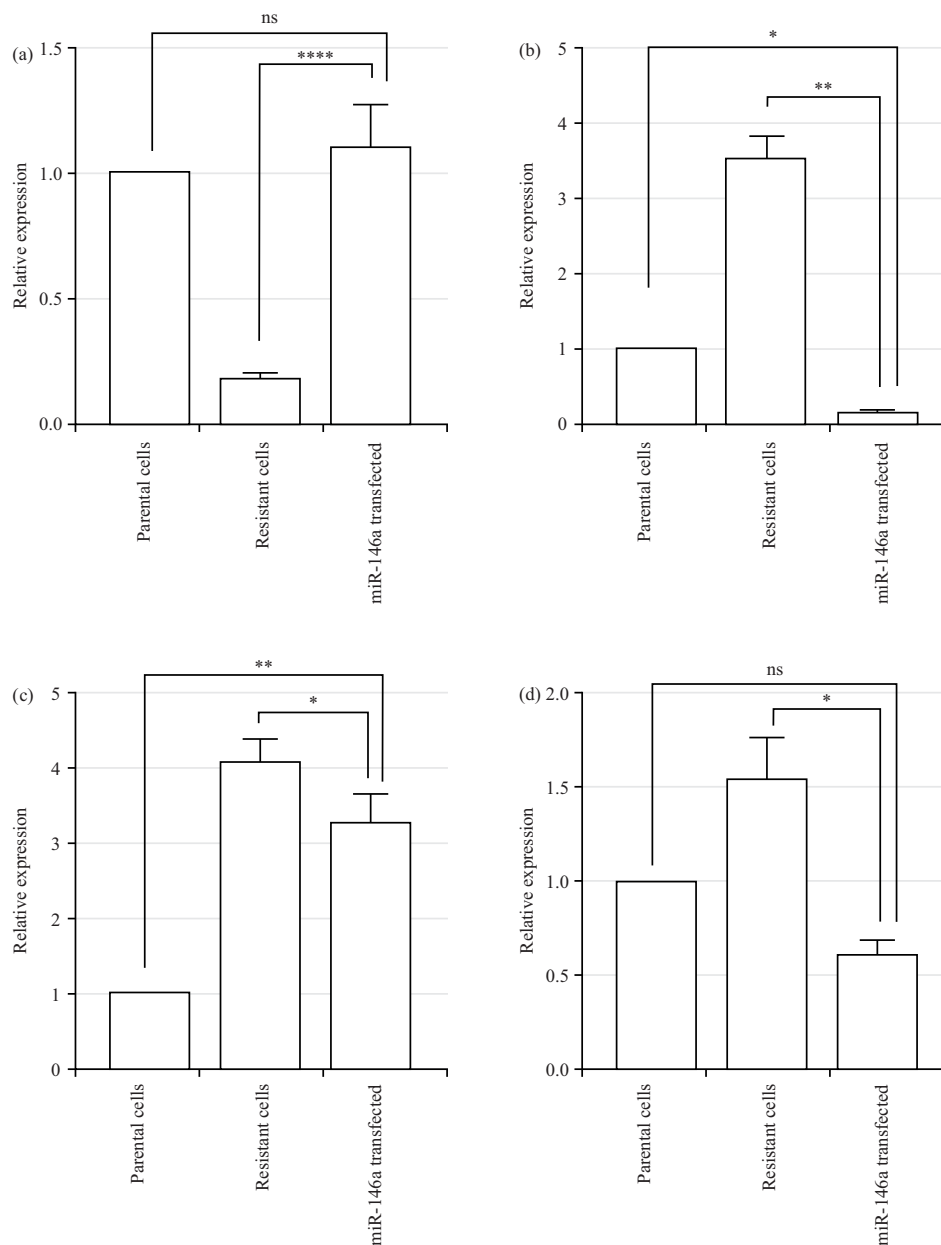 (a)
ns
****
1.5
1.0
0.5
0.0
Relative expression
Parental cells
Resistant cells
miR-146a transfected
(b)
*
**
5
4
3
2
1
0
Relative expression
Parental cells
Resistant cells
miR-146a transfected
(c)
**
*
5
4
3
2
1
0
Relative expression
Parental cells
Resistant cells
miR-146a transfected
(d)
ns
*
2.0
1.5
1.0
0.5
0.0
Relative expression
Parental cells
Resistant cells
miR-146a transfected